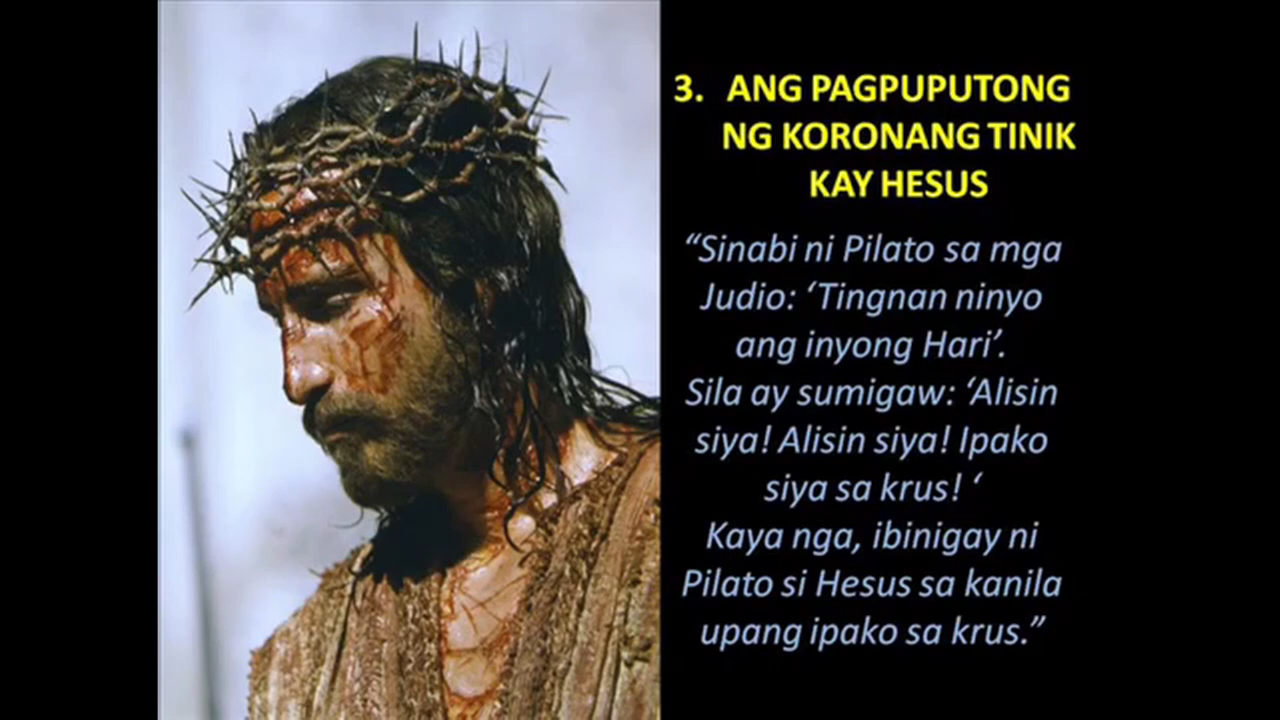 3. ANG PAGPUPUTONG
NG KORONANG TINIK
KAY HESUS
“Sinabi ni Pilato sa mga
Judio: ‘Tingnan ninyo
ang inyong Hari’.
Sila ay sumigaw: ‘Alisin
siya! Alisin siya! Ipako
siya sa krus! ‘
Kaya nga, ibinigay ni
Pilato si Hesus sa kanila
upang ipako sa krus.”